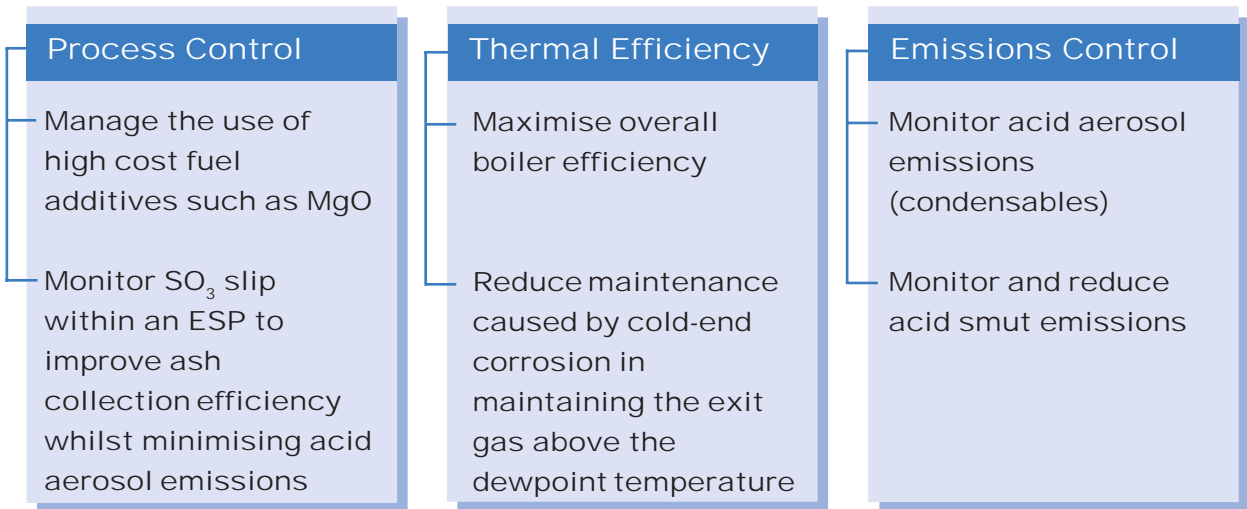 Process Control
Manage the use of
high cost fuel
additives such as MgO
Monitor SO₃ slip
within an ESP to
improve ash
collection efficiency
whilst minimising acid
aerosol emissions
Thermal Efficiency
Maximise overall
boiler efficiency
Reduce maintenance
caused by cold-end
corrosion in
maintaining the exit
gas above the
dewpoint temperature
Emissions Control
Monitor acid aerosol
emissions
(condensables)
Monitor and reduce
acid smut emissions